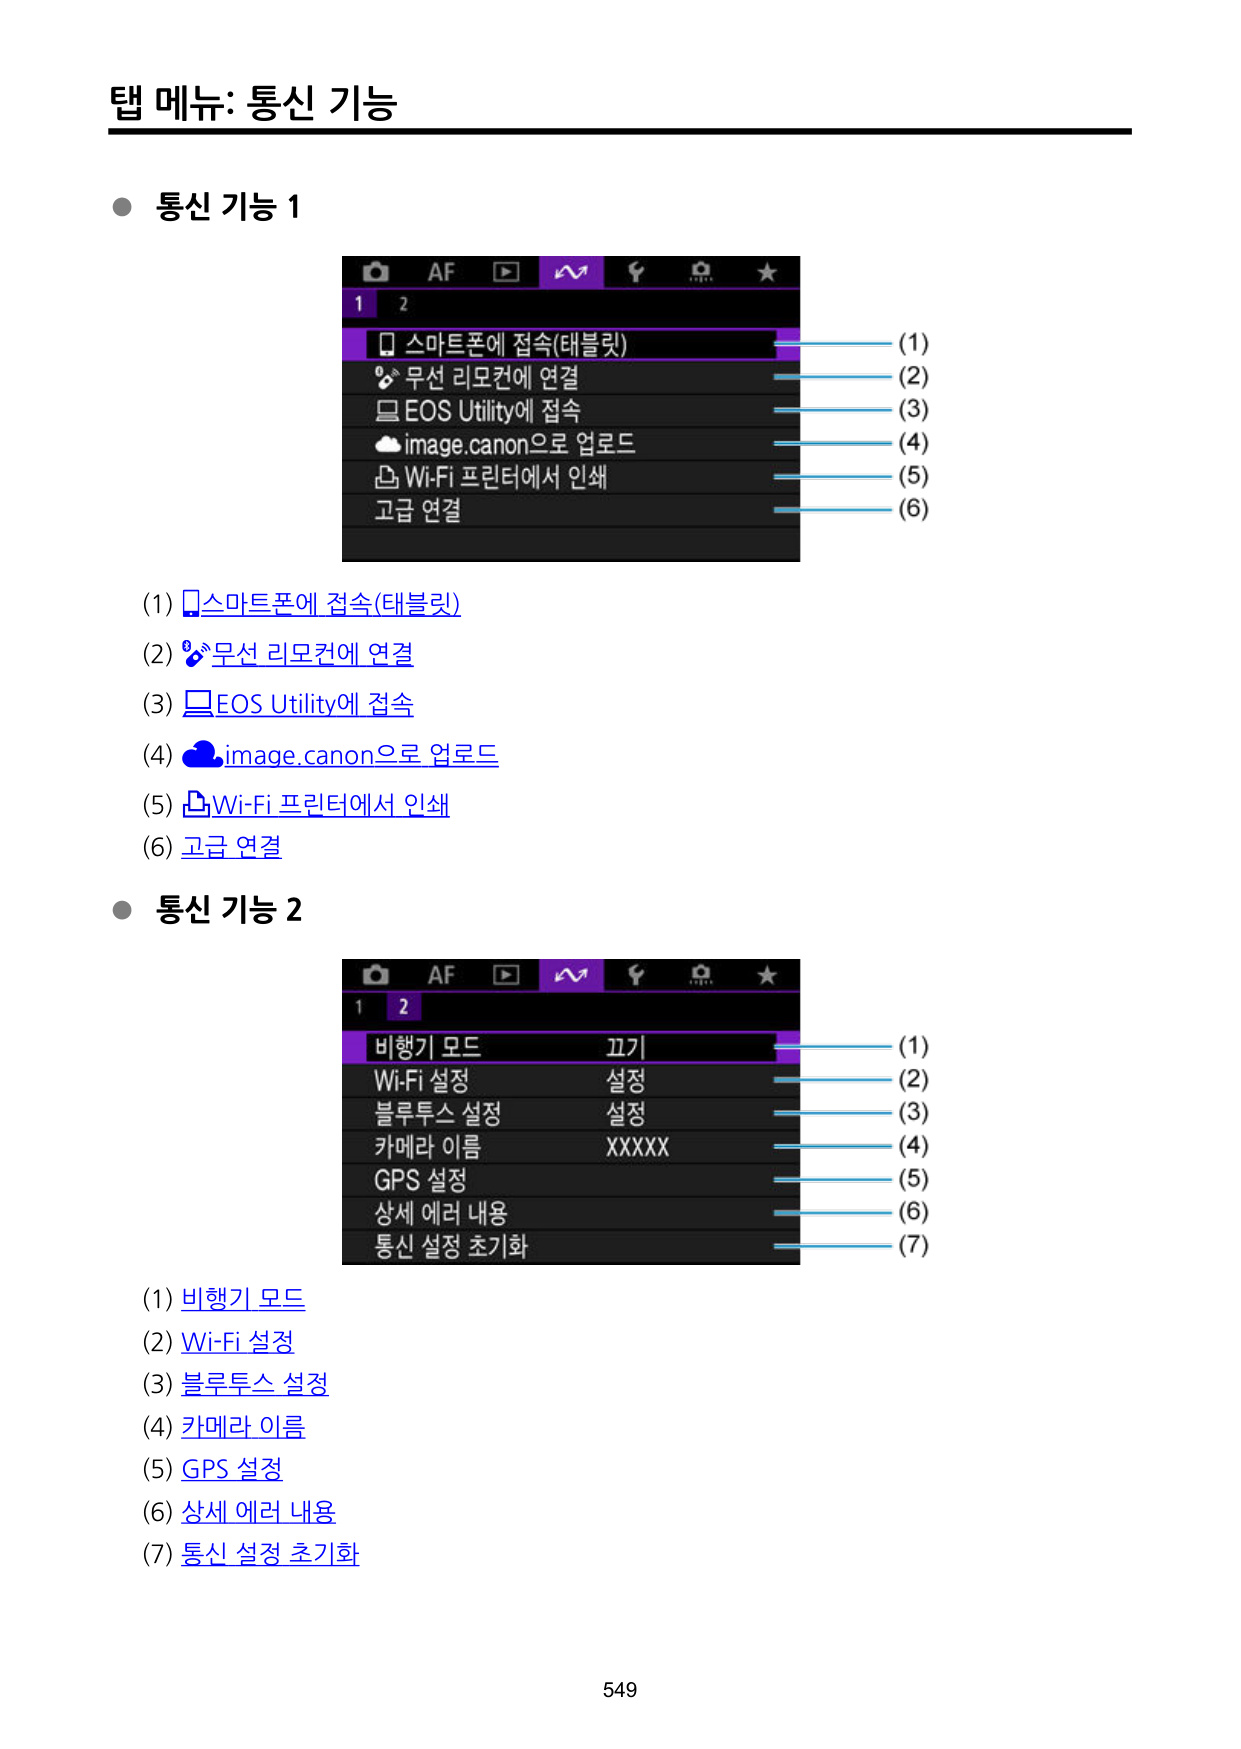 탭 메뉴: 통신 기능
통신 기능 1
AF
1 2
스마트폰에 접속(태블릿) (1)
무선 리모컨에 연결 (2)
EOS Utility에 접속 (3)
image.canon으로 업로드 (4)
Wi-Fi 프린터에서 인쇄 (5)
고급 연결 (6)
(1) 스마트폰에 접속(태블릿)
(2) 무선 리모컨에 연결
(3) EOS Utility에 접속
(4) image.canon으로 업로드
(5) Wi-Fi 프린터에서 인쇄
(6) 고급 연결
통신 기능 2
AF
1 2
비행기 모드 끄기 (1)
Wi-Fi 설정 설정 (2)
블루투스 설정 설정 (3)
카메라 이름 XXXXX (4)
GPS 설정 (5)
상세 에러 내용 (6)
통신 설정 초기화 (7)
(1) 비행기 모드
(2) Wi-Fi 설정
(3) 블루투스 설정
(4) 카메라 이름
(5) GPS 설정
(6) 상세 에러 내용
(7) 통신 설정 초기화
549